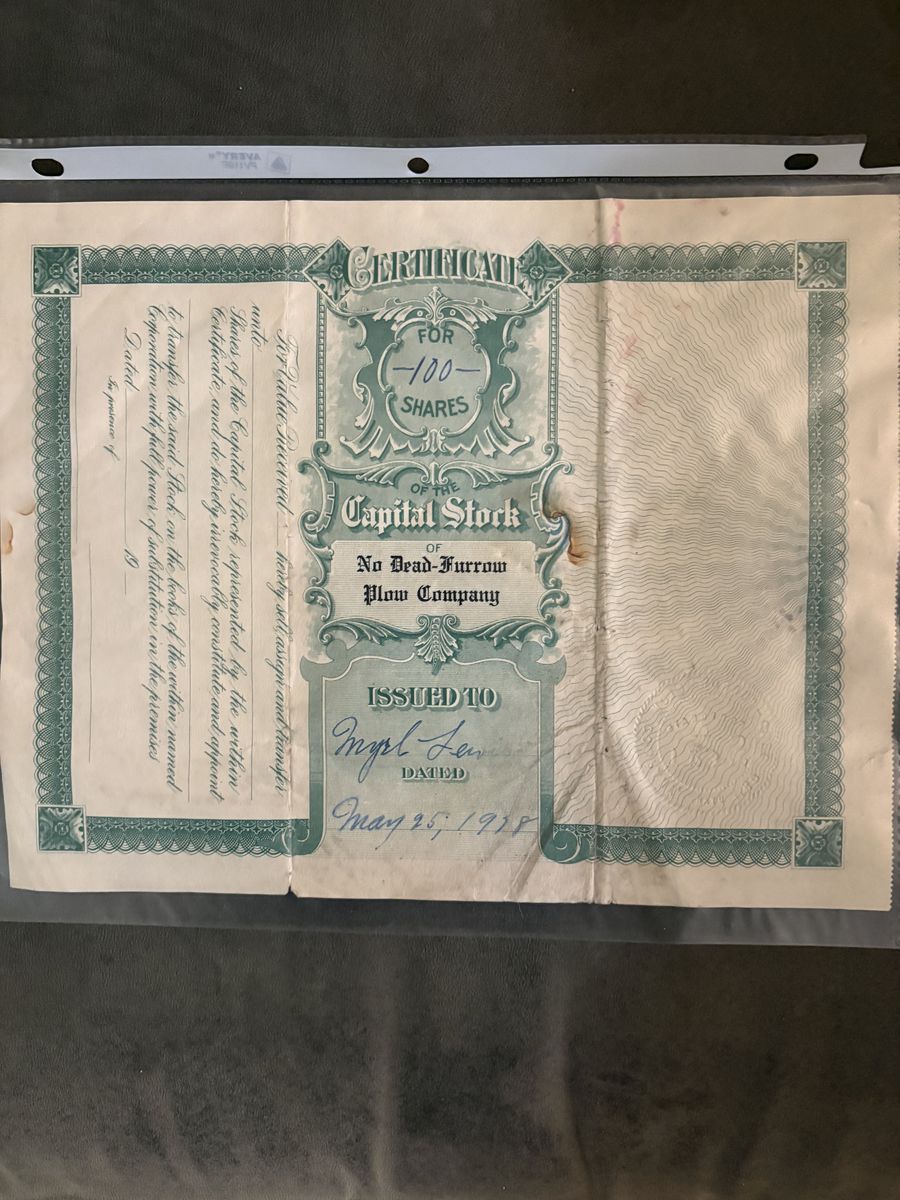 AVERY
CERTIFICATE
FOR
-100-
SHARES
OF THE
Capital Stock
OF
No Dead-Furrow
Plow Company
ISSUED TO
Myrl
DATED
May 25, 1938
For Value Received hereby sell, assign and transfer
unto
Shares of the Capital Stock represented by the within
Certificate, and do hereby irrevocably constitute and appoint
to transfer the said Stock on the books of the within named
Corporation with full power of substitution in the premises
Dated 19
In presence of